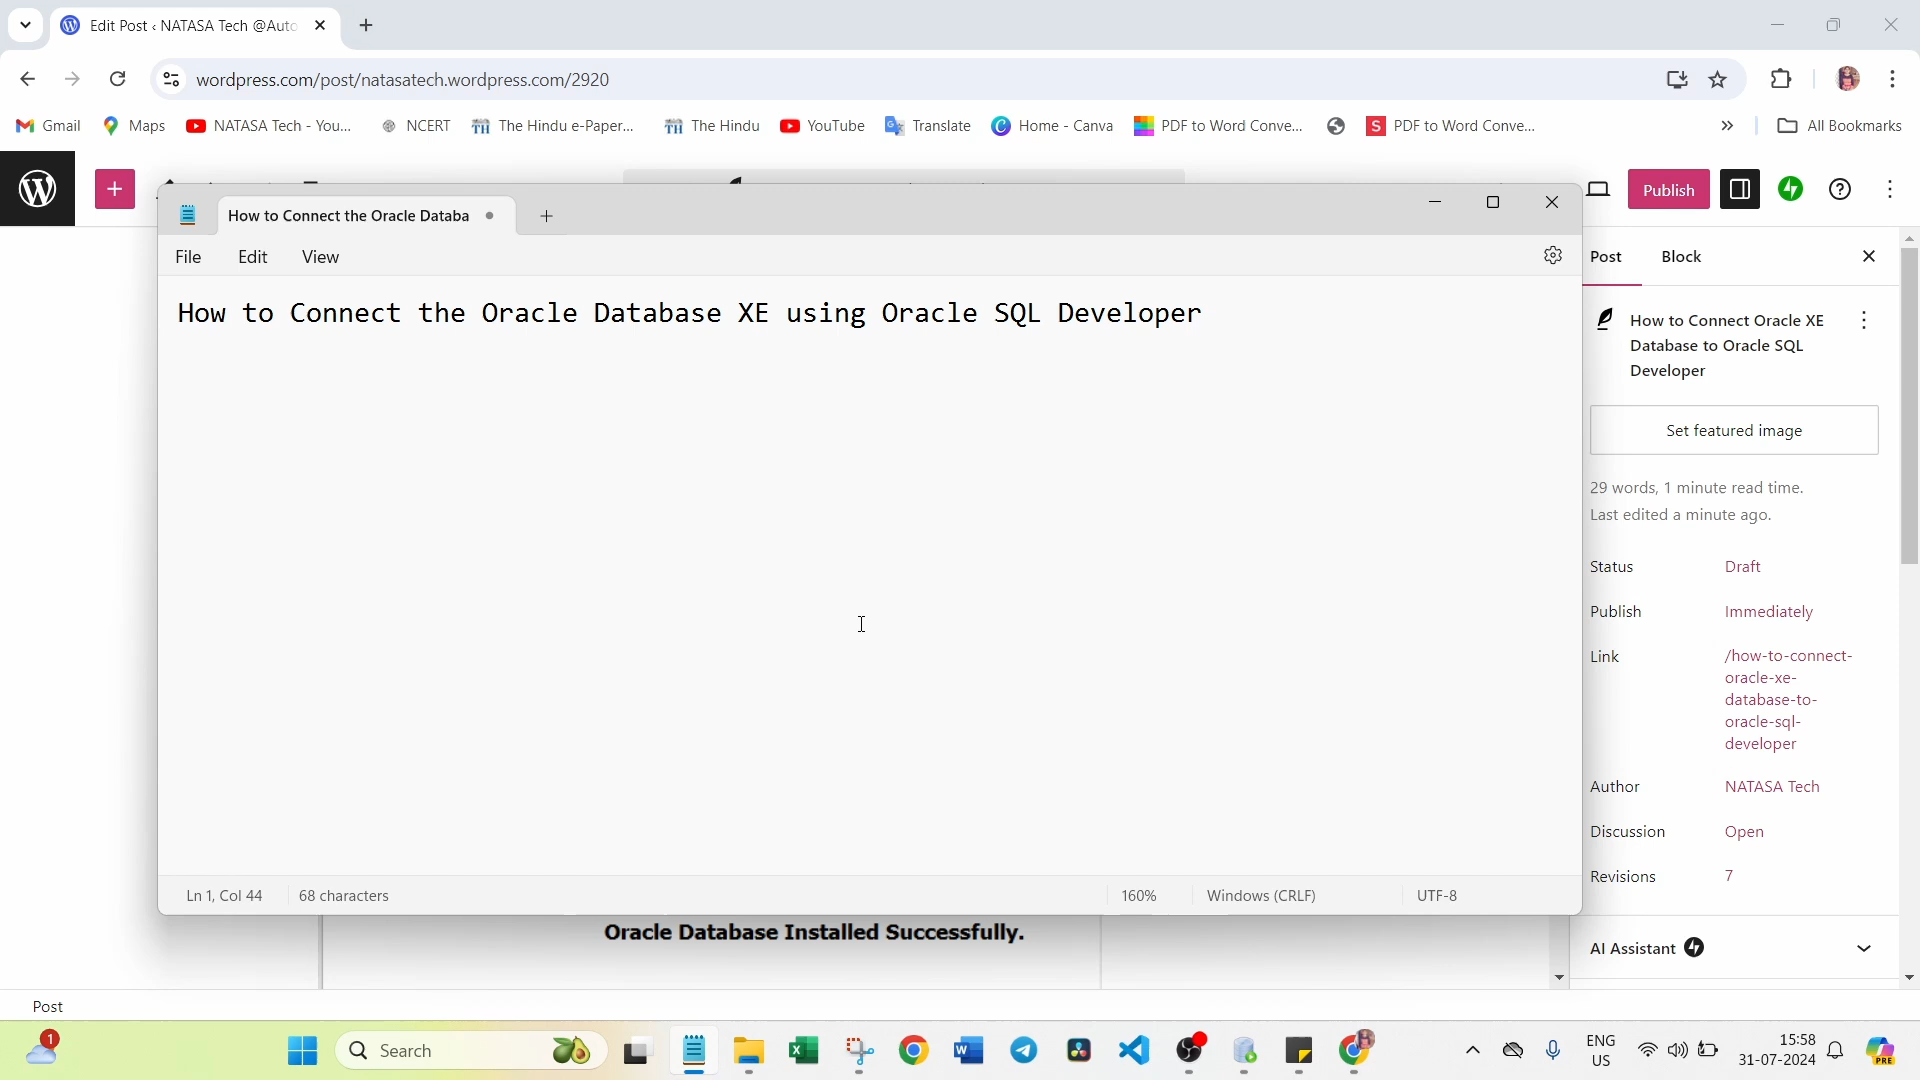 Edit Post ‹ NATASA Tech @Auto
wordpress.com/post/natasatech.wordpress.com/2920
Gmail
Maps
NATASA Tech - You...
NCERT
The Hindu e-Paper...
The Hindu
YouTube
Translate
Home - Canva
PDF to Word Conve...
PDF to Word Conve...
All Bookmarks
Publish
How to Connect the Oracle Databa
File Edit View
How to Connect the Oracle Database XE using Oracle SQL Developer
Ln 1, Col 44
68 characters
160%
Windows (CRLF)
UTF-8
Post Block
How to Connect Oracle XE
Database to Oracle SQL
Developer
Set featured image
29 words, 1 minute read time.
Last edited a minute ago.
Status Draft
Publish Immediately
Link /how-to-connect-
oracle-xe-
database-to-
oracle-sql-
developer
Author NATASA Tech
Discussion Open
Revisions 7
AI Assistant
Oracle Database Installed Successfully.
Post
1
Search
ENG
US
15:58
31-07-2024
PRE